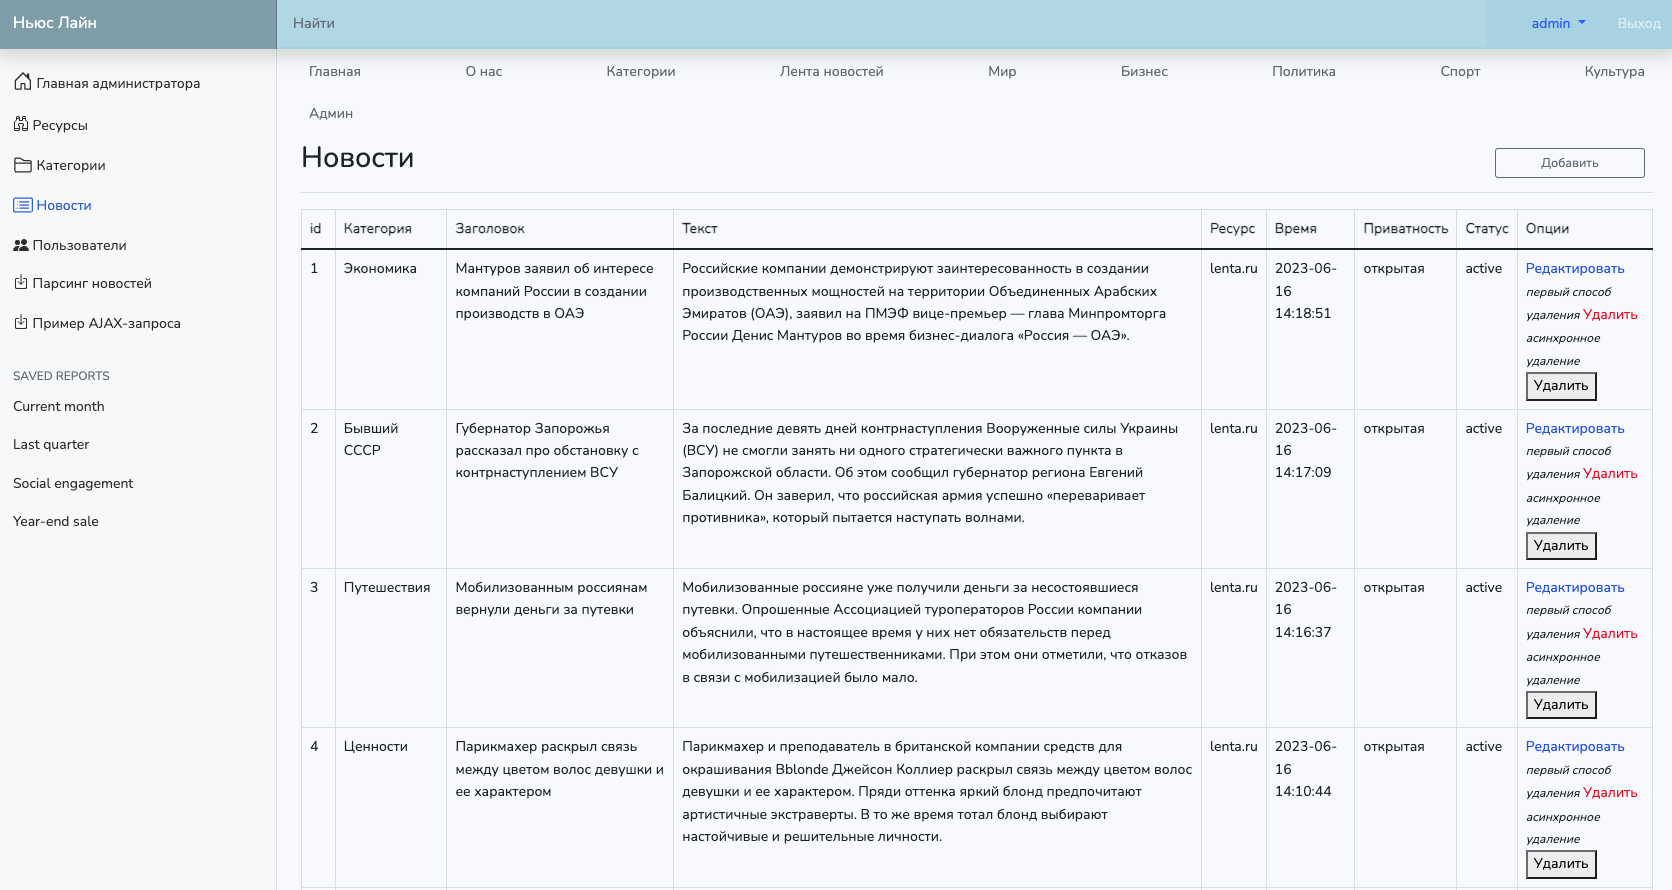 Ньюс Лайн
Найти
admin
Выход
Главная администратора
Ресурсы
Категории
Новости
Пользователи
Парсинг новостей
Пример AJAX-запроса
SAVED REPORTS
Current month
Last quarter
Social engagement
Year-end sale
Главная О нас Категории Лента новостей Мир Бизнес Политика Спорт Культура
Админ
Новости
Добавить
id Категория Заголовок Текст Ресурс Время Приватность Статус Опции
1
Экономика
Мантуров заявил об интересе
компаний России в создании
производств в ОАЭ
Российские компании демонстрируют заинтересованность в создании
производственных мощностей на территории Объединенных Арабских
Эмиратов (ОАЭ), заявил на ПМЭФ вице-премьер — глава Минпромторга
России Денис Мантуров во время бизнес-диалога «Россия — ОАЭ».
lenta.ru
2023-06-
16
14:18:51
открытая
active
Редактировать
первый способ
удаления Удалить
асинхронное
удаление
Удалить
2
Бывший
СССР
Губернатор Запорожья
рассказал про обстановку с
контрнаступлением ВСУ
За последние девять дней контрнаступления Вооруженные силы Украины
(ВСУ) не смогли занять ни одного стратегически важного пункта в
Запорожской области. Об этом сообщил губернатор региона Евгений
Балицкий. Он заверил, что российская армия успешно «переваривает
противника», который пытается наступать волнами.
lenta.ru
2023-06-
16
14:17:09
открытая
active
Редактировать
первый способ
удаления Удалить
асинхронное
удаление
Удалить
3
Путешествия
Мобилизованным россиянам
вернули деньги за путевки
Мобилизованные россияне уже получили деньги за несостоявшиеся
путевки. Опрошенные Ассоциацией туроператоров России компании
объяснили, что в настоящее время у них нет обязательств перед
мобилизованными путешественниками. При этом они отметили, что отказов
в связи с мобилизацией было мало.
lenta.ru
2023-06-
16
14:16:37
открытая
active
Редактировать
первый способ
удаления Удалить
асинхронное
удаление
Удалить
4
Ценности
Парикмахер раскрыл связь
между цветом волос девушки и
ее характером
Парикмахер и преподаватель в британской компании средств для
окрашивания Bblonde Джейсон Коллиер раскрыл связь между цветом волос
девушки и ее характером. Пряди оттенка яркий блонд предпочитают
артистичные экстраверты. В то же время тотал блонд выбирают
настойчивые и решительные личности.
lenta.ru
2023-06-
16
14:10:44
открытая
active
Редактировать
первый способ
удаления Удалить
асинхронное
удаление
Удалить